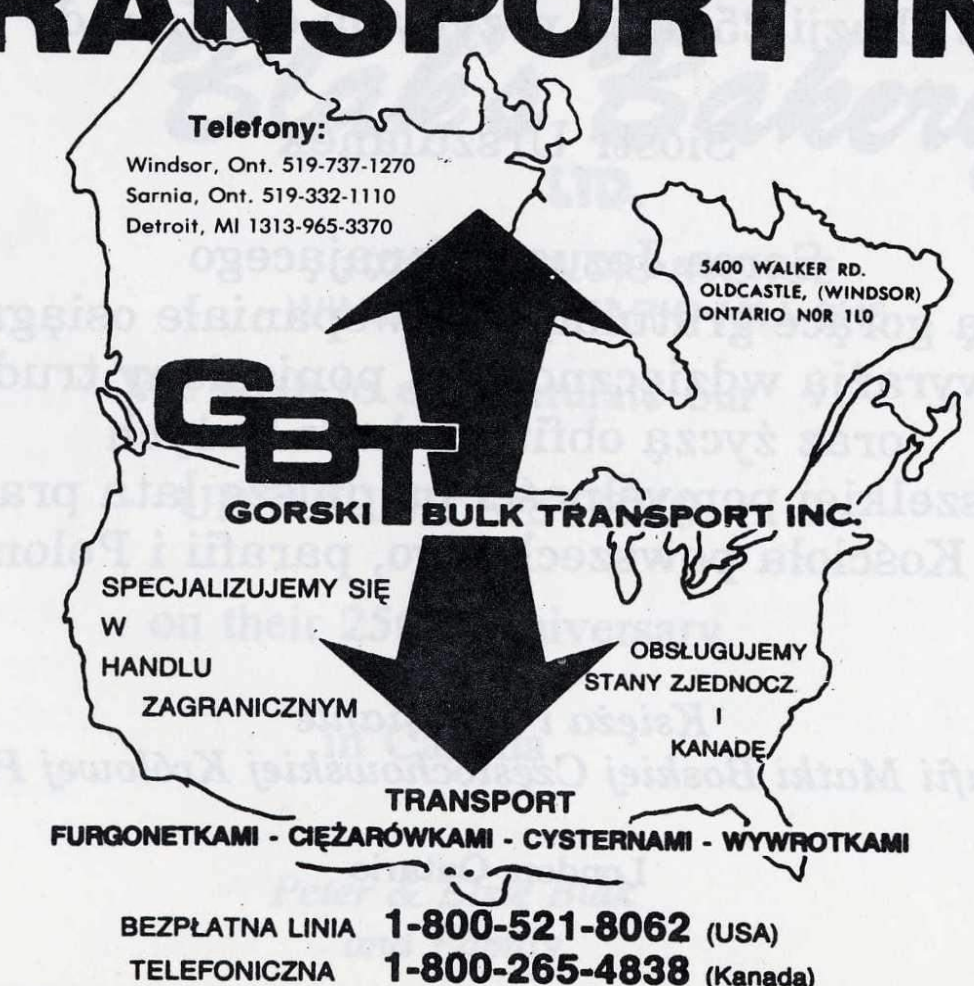 TRANSPORT IN
Telefony:
Windsor, Ont. 519-737-1270
Sarnia, Ont. 519-332-1110
Detroit, MI 1313-965-3370
5400 WALKER RD.
OLDCASTLE, (WINDSOR)
ONTARIO N0R 1L0
GBT
GORSKI BULK TRANSPORT INC.
SPECJALIZUJEMY SIĘ
W
HANDLU
ZAGRANICZNYM
OBSŁUGUJEMY
STANY ZJEDNOCZ.
I
KANADĘ
TRANSPORT
FURGONETKAMI - CIĘŻARÓWKAMI - CYSTERNAMI - WYWROTKAMI
BEZPŁATNA LINIA 1-800-521-8062 (USA)
TELEFONICZNA 1-800-265-4838 (Kanada)